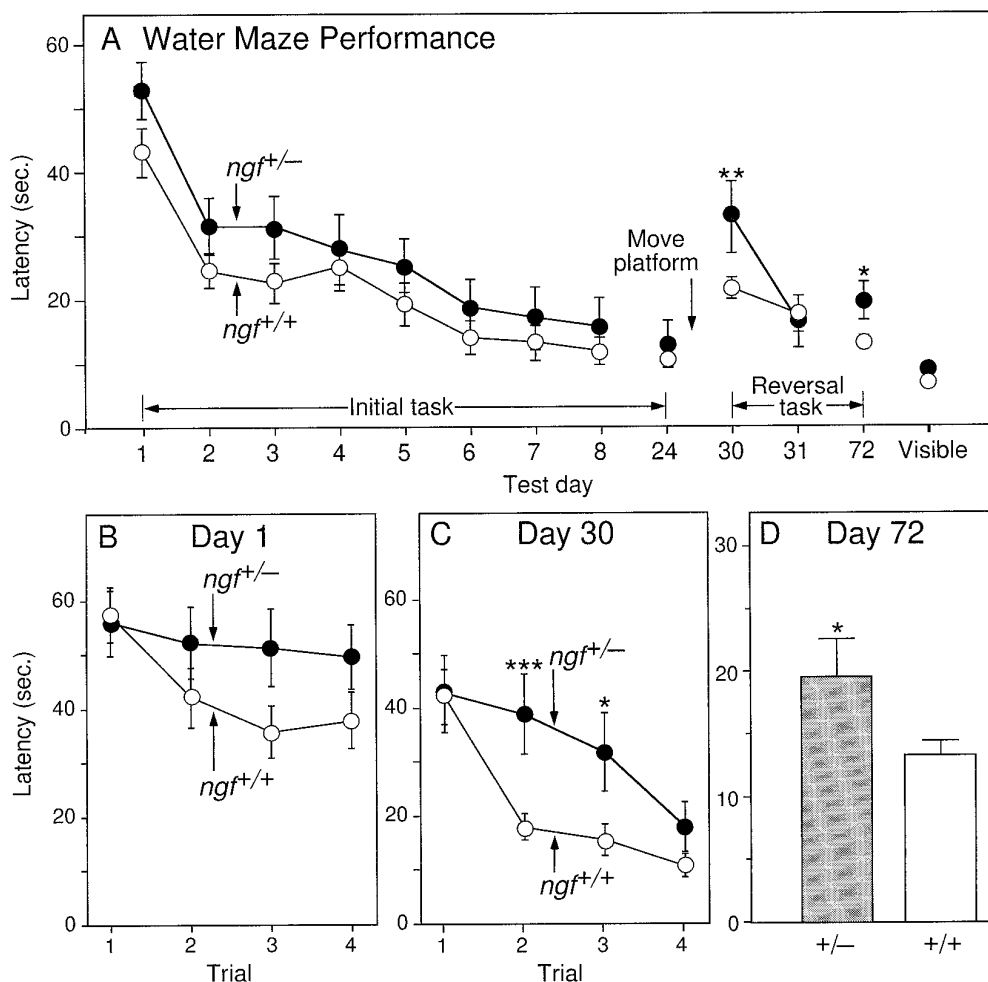 A Water Maze Performance
Latency (sec.)
60
40
20
0
ngf+/–
ngf+/+
Move
platform
**
*
Initial task
Reversal
task
1 2 3 4 5 6 7 8 24 30 31 72 Visible
Test day
B Day 1
Latency (sec.)
60
40
20
0
ngf+/–
ngf+/+
1 2 3 4
Trial
C Day 30
60
40
20
0
***
*
ngf+/–
ngf+/+
1 2 3 4
Trial
D Day 72
30
20
10
0
*
+/– +/+